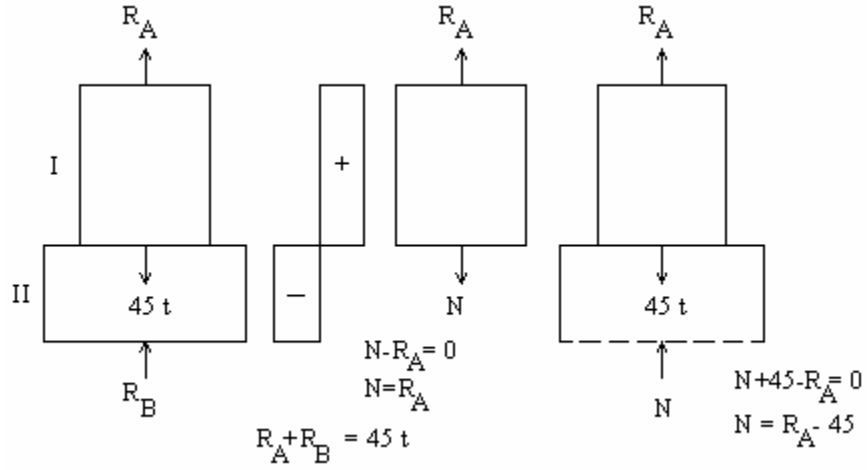 R_A
R_A
R_A
I
+
II
45 t
−
N
45 t
N-R_A= 0
N=R_A
R_B
N
N+45-R_A=0
N = R_A- 45
R_A+R_B = 45 t